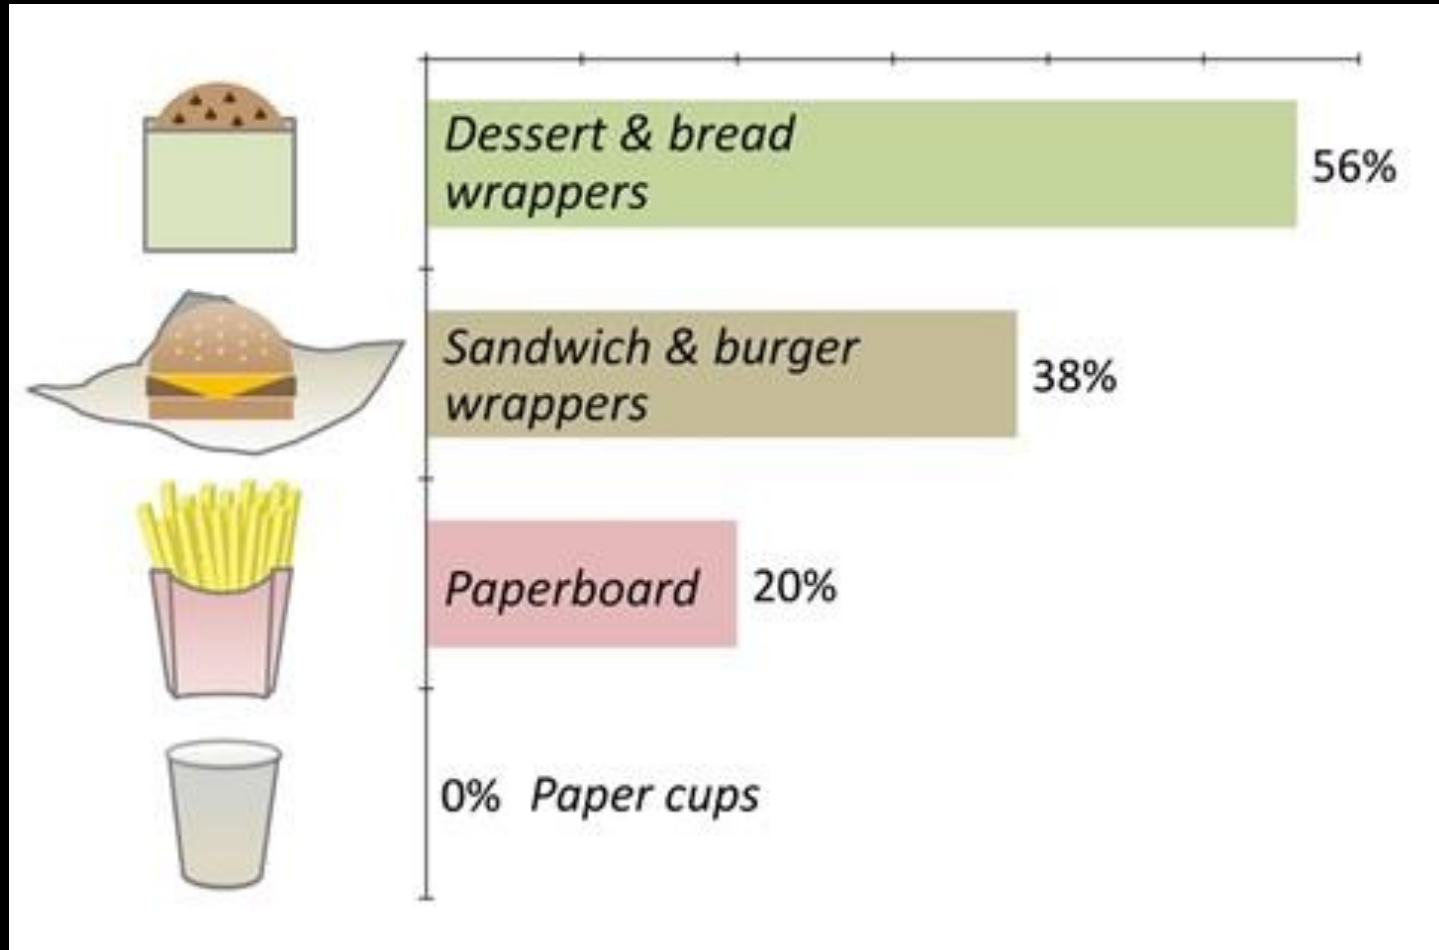 Dessert & bread
wrappers
56%
Sandwich & burger
wrappers
38%
Paperboard
20%
0% Paper cups